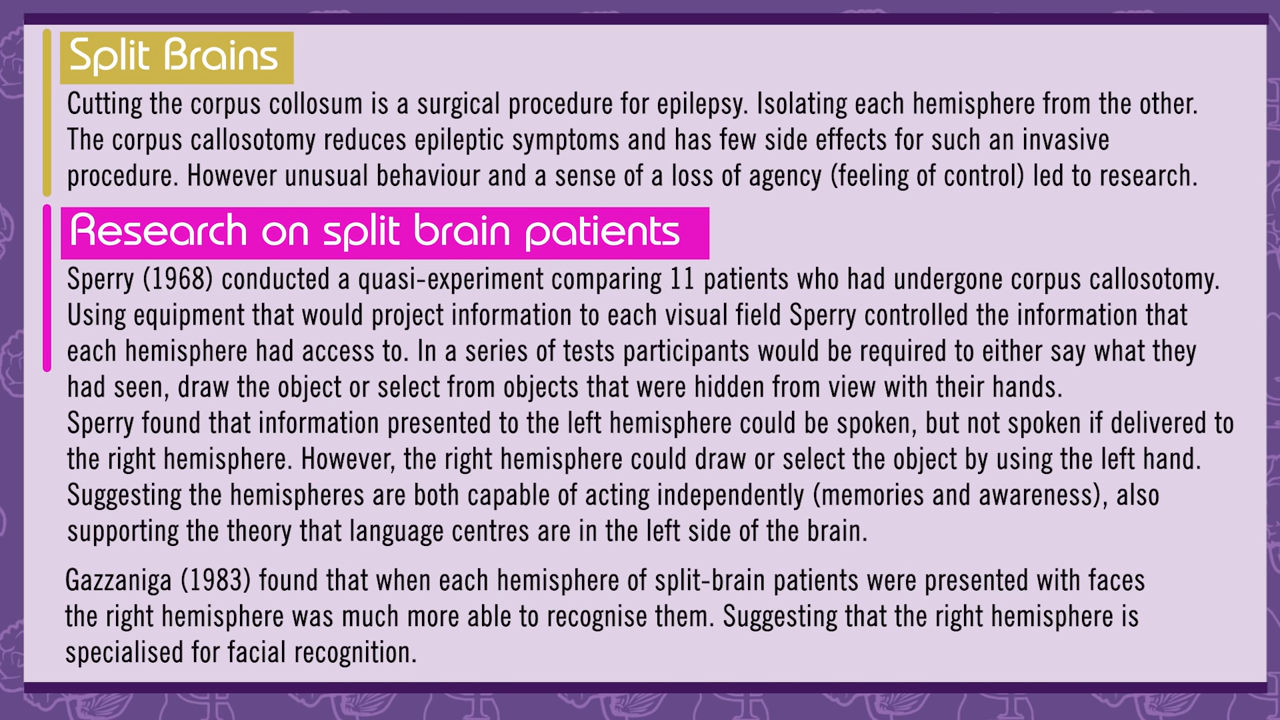 Split Brains
Cutting the corpus collosum is a surgical procedure for epilepsy. Isolating each hemisphere from the other.
The corpus callosotomy reduces epileptic symptoms and has few side effects for such an invasive
procedure. However unusual behaviour and a sense of a loss of agency (feeling of control) led to research.
Research on split brain patients
Sperry (1968) conducted a quasi-experiment comparing 11 patients who had undergone corpus callosotomy.
Using equipment that would project information to each visual field Sperry controlled the information that
each hemisphere had access to. In a series of tests participants would be required to either say what they
had seen, draw the object or select from objects that were hidden from view with their hands.
Sperry found that information presented to the left hemisphere could be spoken, but not spoken if delivered to
the right hemisphere. However, the right hemisphere could draw or select the object by using the left hand.
Suggesting the hemispheres are both capable of acting independently (memories and awareness), also
supporting the theory that language centres are in the left side of the brain.
Gazzaniga (1983) found that when each hemisphere of split-brain patients were presented with faces
the right hemisphere was much more able to recognise them. Suggesting that the right hemisphere is
specialised for facial recognition.